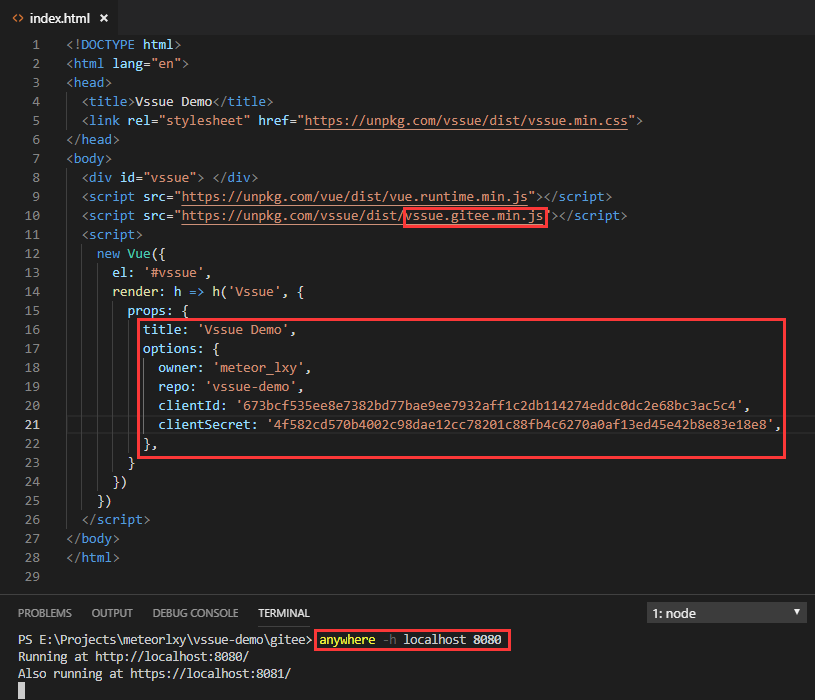 index.html ×
1 <!DOCTYPE html>
2 <html lang="en">
3 <head>
4   <title>Vssue Demo</title>
5   <link rel="stylesheet" href="https://unpkg.com/vssue/dist/vssue.min.css">
6 </head>
7 <body>
8   <div id="vssue"> </div>
9   <script src="https://unpkg.com/vue/dist/vue.runtime.min.js"></script>
10   <script src="https://unpkg.com/vssue/dist/vssue.gitee.min.js"></script>
11   <script>
12     new Vue({
13       el: '#vssue',
14       render: h => h('Vssue', {
15         props: {
16           title: 'Vssue Demo',
17           options: {
18             owner: 'meteor_lxy',
19             repo: 'vssue-demo',
20             clientId: '673bcf535ee8e7382bd77bae9ee7932aff1c2db114274eddc0dc2e68bc3ac5c4',
21             clientSecret: '4f582cd570b4002c98dae12cc78201c88fb4c6270a0af13ed45e42b8e83e18e8',
22           },
23         }
24       })
25     })
26   </script>
27 </body>
28 </html>
29
PROBLEMS OUTPUT DEBUG CONSOLE TERMINAL 1: node
PS E:\Projects\meteorlxy\vssue-demo\gitee> anywhere -h localhost 8080
Running at http://localhost:8080/
Also running at https://localhost:8081/